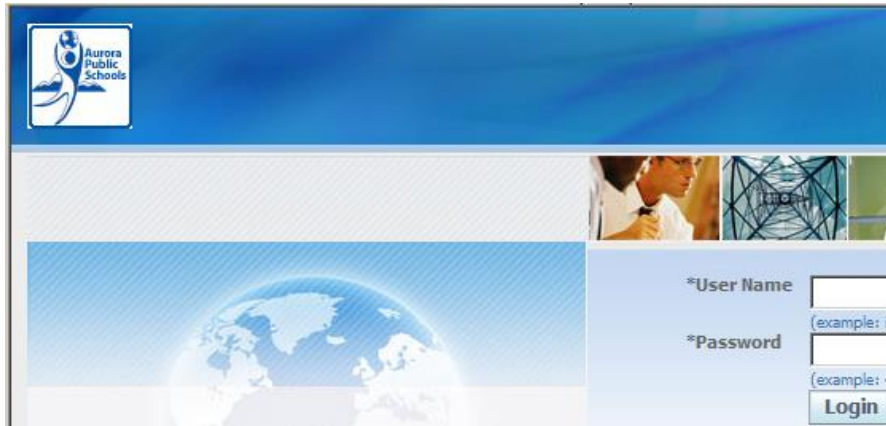 Aurora
Public
Schools
*User Name
(example:
*Password
(example:
Login